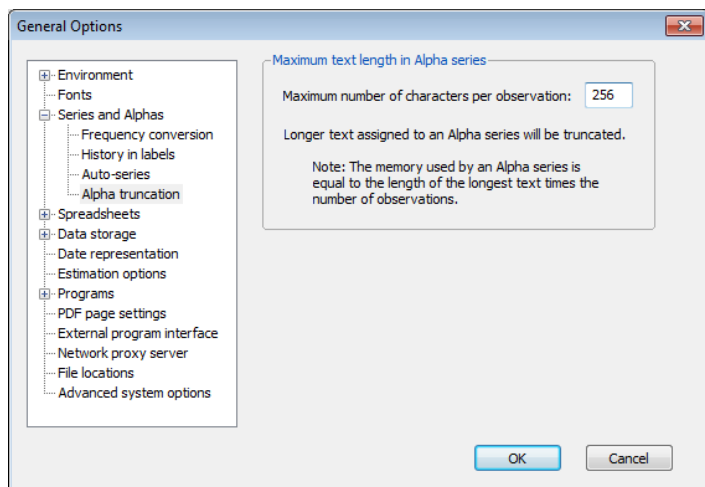 General Options
Environment
Fonts
Series and Alphas
Frequency conversion
History in labels
Auto-series
Alpha truncation
Spreadsheets
Data storage
Date representation
Estimation options
Programs
PDF page settings
External program interface
Network proxy server
File locations
Advanced system options
Maximum text length in Alpha series
Maximum number of characters per observation: 256
Longer text assigned to an Alpha series will be truncated.
Note: The memory used by an Alpha series is
equal to the length of the longest text times the
number of observations.
OK
Cancel